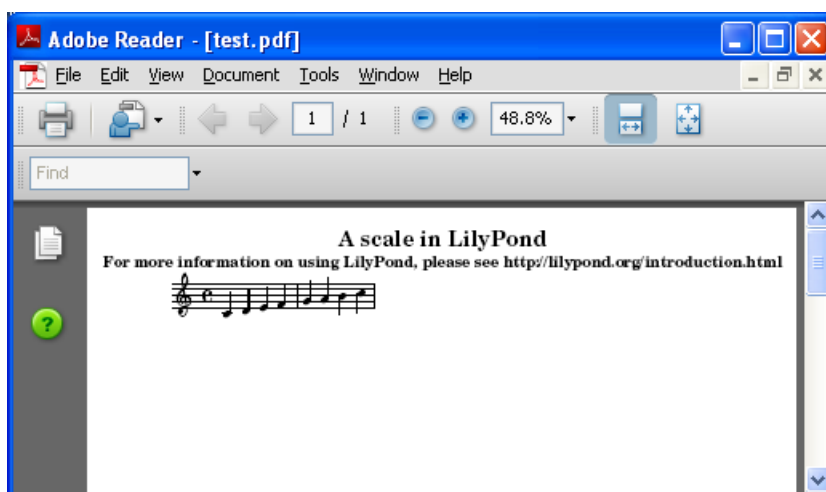 Adobe Reader - [test.pdf]
File Edit View Document Tools Window Help
1 / 1 48.8%
Find
A scale in LilyPond
For more information on using LilyPond, please see http://lilypond.org/introduction.html